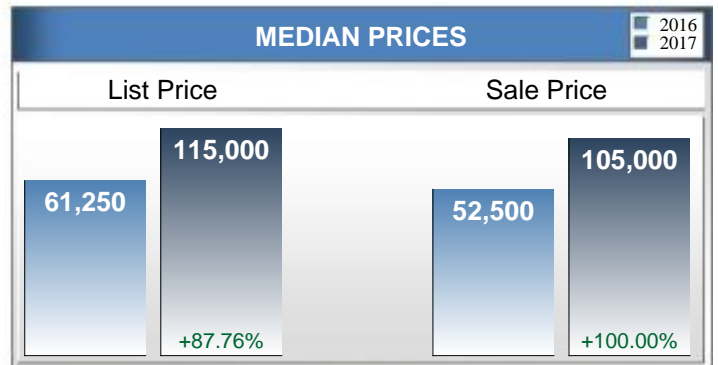 MEDIAN PRICES
2016
2017
List Price
Sale Price
61,250
115,000
+87.76%
52,500
105,000
+100.00%